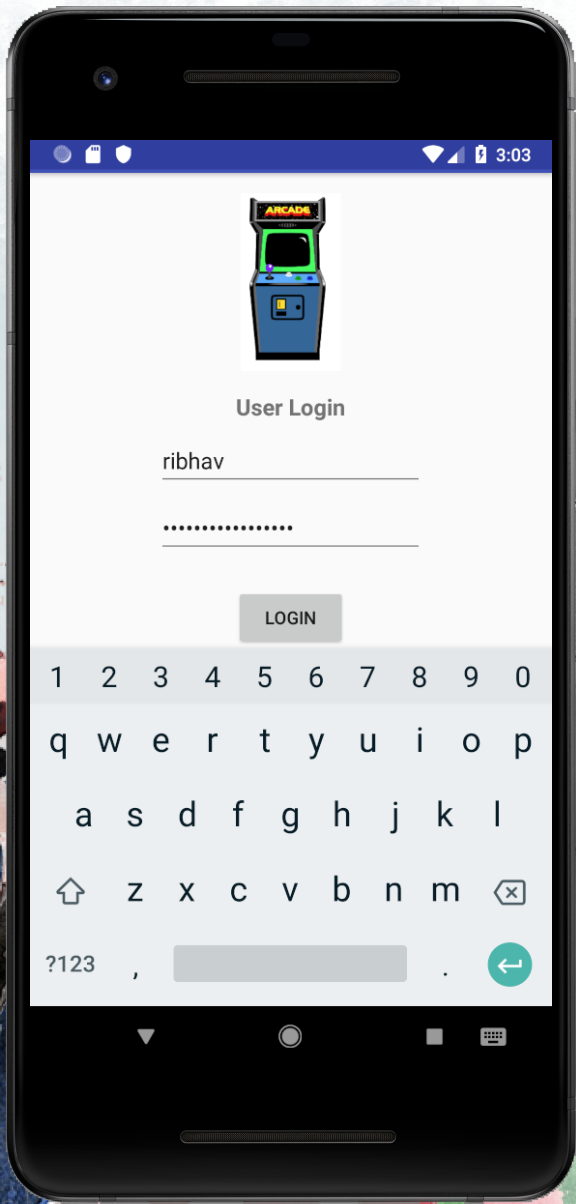 3:03
ARCADE
User Login
ribhav
•••••••••••••••••
LOGIN
1 2 3 4 5 6 7 8 9 0
q w e r t y u i o p
a s d f g h j k l
z x c v b n m
?123 , .